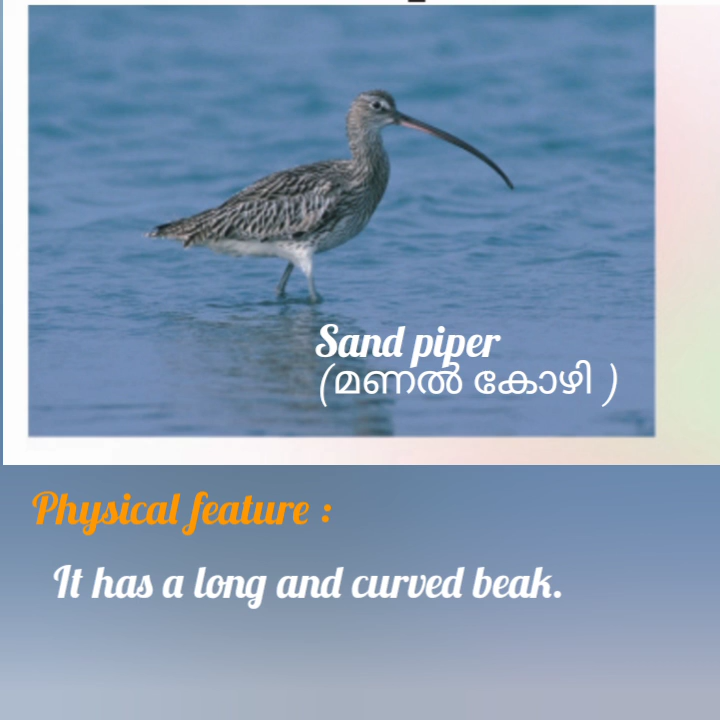 Sand piper
(മണൽ കോഴി )
Physical feature :
It has a long and curved beak.